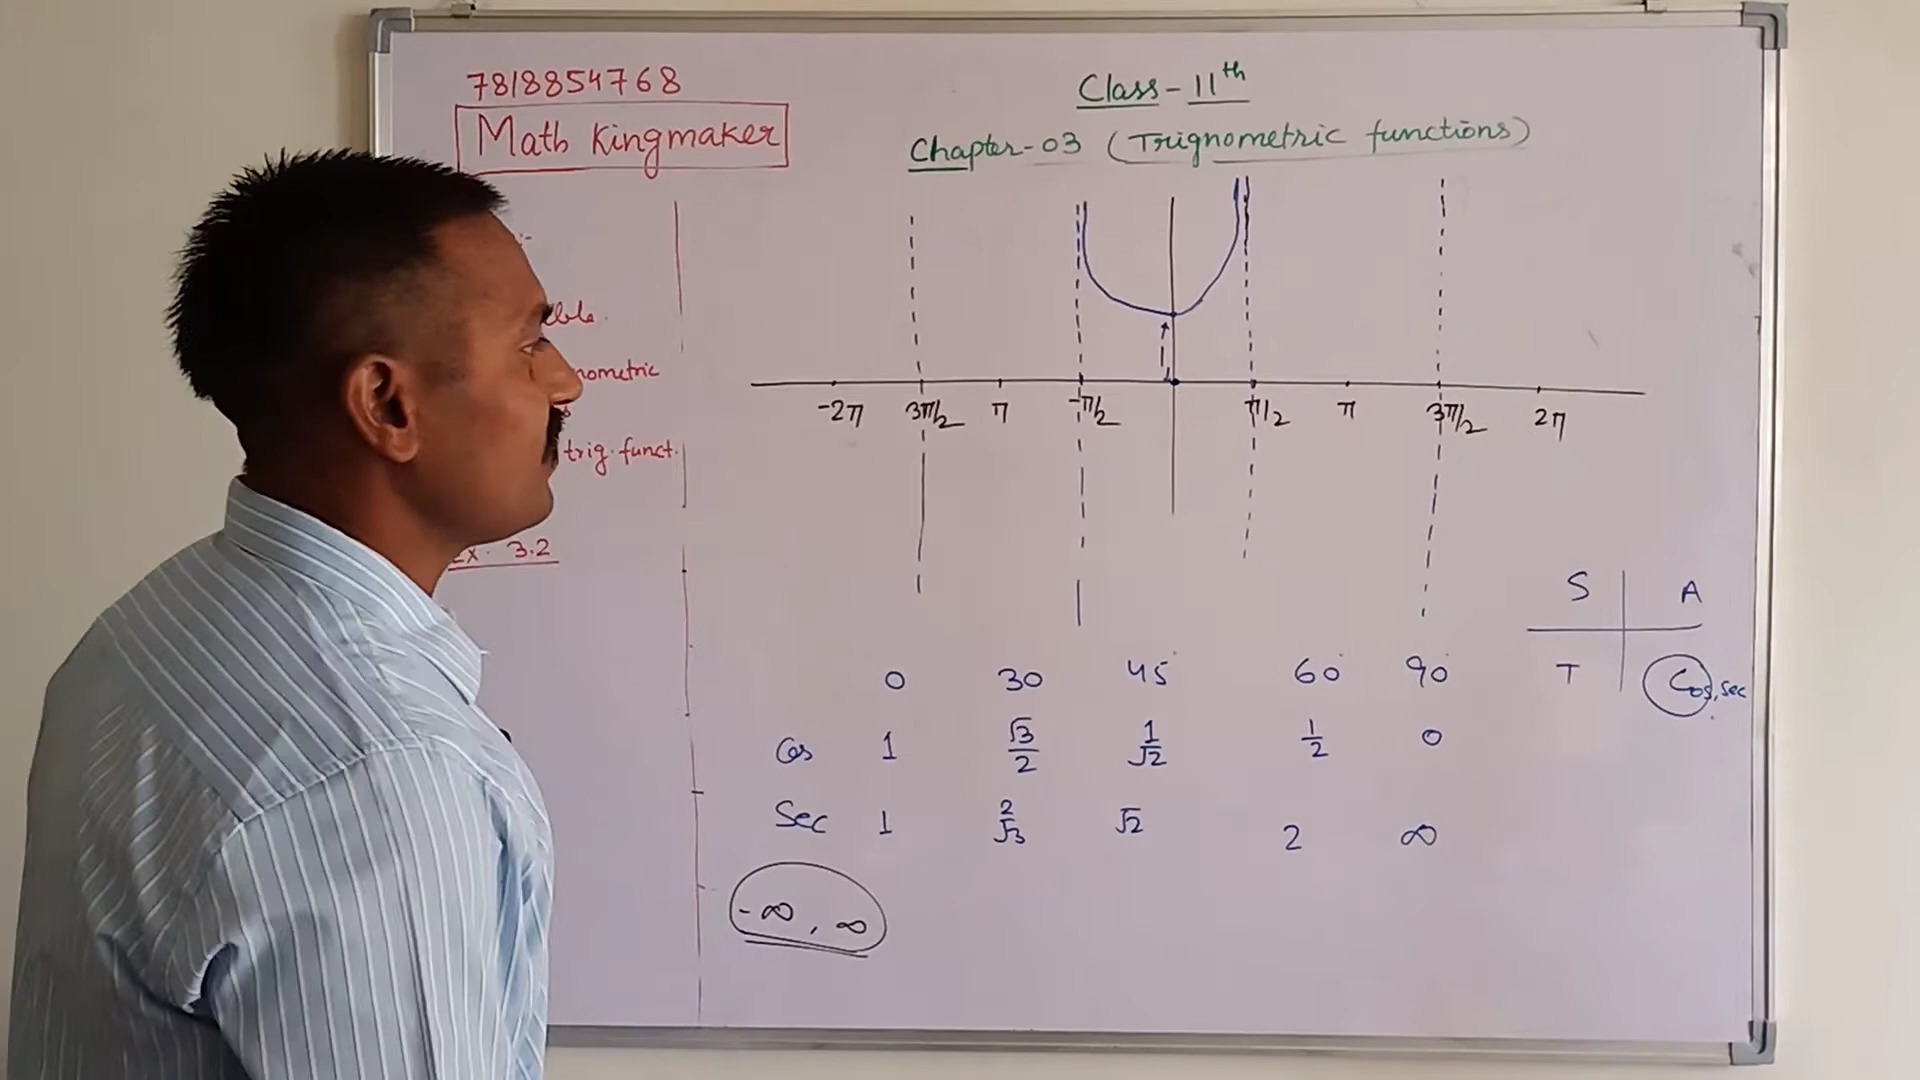 7818854768
Math Kingmaker
Class - 11th
Chapter-03 (Trignometric functions)
:-
trig. funct.
Ex. 3.2
-2π 3π/2 π -π/2 π/2 π 3π/2 2π
S A
T Cos, sec
0 30 45 60 90
Cos 1 √3/2 1/√2 1/2 0
Sec 1 2/√3 √2 2 ∞
-∞, ∞